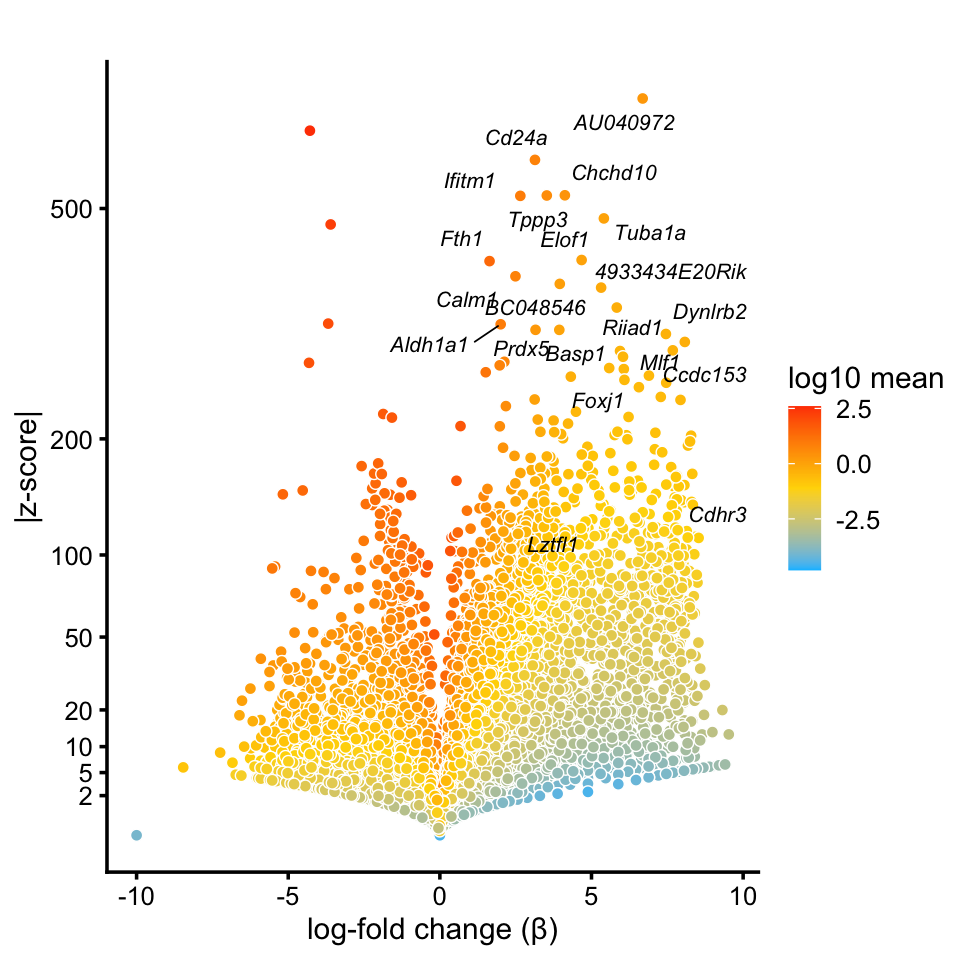 AU040972
Cd24a
Chchd10
Ifitm1
500
Tppp3
Tuba1a
Fth1
Elof1
4933434E20Rik
Calm1
BC048546
Dynlrb2
Riiad1
Aldh1a1
Prdx5
Basp1
Mlf1
Ccdc153
Foxj1
200
Cdhr3
Lztfl1
100
50
20
10
5
2
|z-score|
-10
-5
0
5
10
log-fold change (β)
log10 mean
2.5
0.0
-2.5